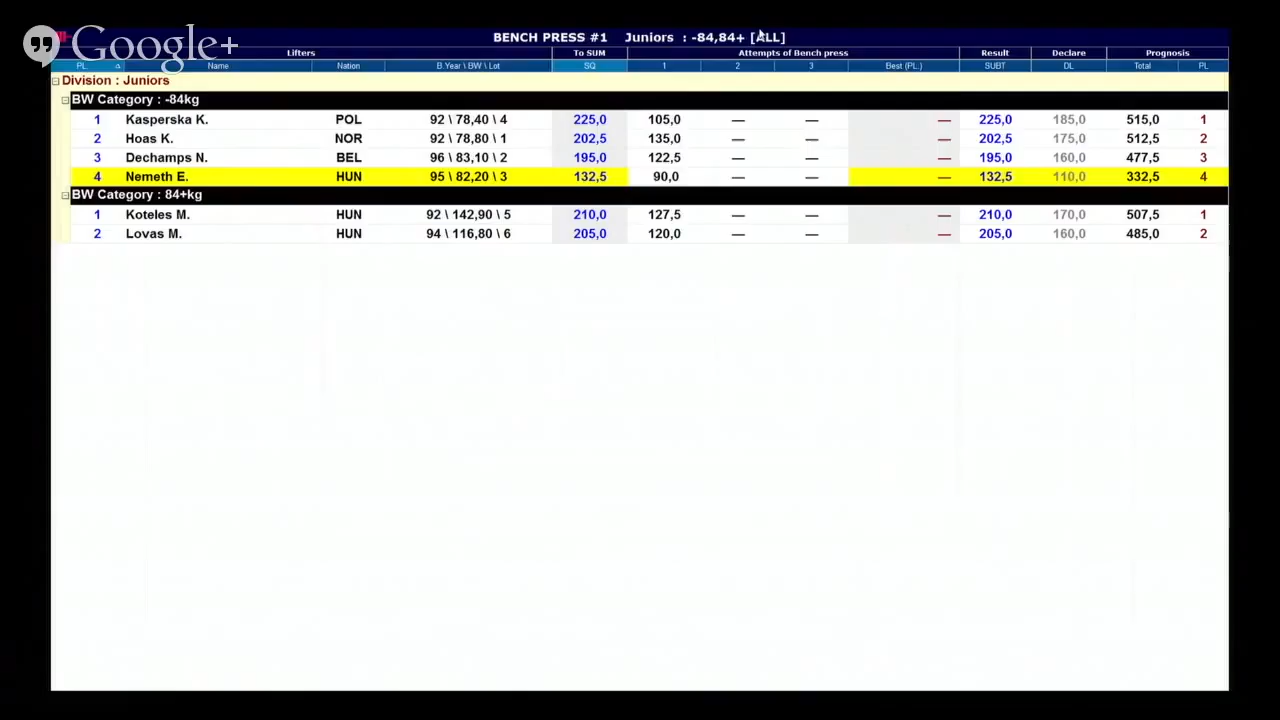 Google+
BENCH PRESS #1 Juniors : -84,84+ [ALL]
Lifters To SUM Attempts of Bench press Result Declare Prognosis
PL. Name Nation B.Year \ BW \ Lot SQ 1 2 3 Best (PL.) SUBT DL Total PL
Division : Juniors
BW Category : -84kg
1 Kasperska K. POL 92 \ 78,40 \ 4 225,0 105,0 — — — 225,0 185,0 515,0 1
2 Hoas K. NOR 92 \ 78,80 \ 1 202,5 135,0 — — — 202,5 175,0 512,5 2
3 Dechamps N. BEL 96 \ 83,10 \ 2 195,0 122,5 — — — 195,0 160,0 477,5 3
4 Nemeth E. HUN 95 \ 82,20 \ 3 132,5 90,0 — — — 132,5 110,0 332,5 4
BW Category : 84+kg
1 Koteles M. HUN 92 \ 142,90 \ 5 210,0 127,5 — — — 210,0 170,0 507,5 1
2 Lovas M. HUN 94 \ 116,80 \ 6 205,0 120,0 — — — 205,0 160,0 485,0 2